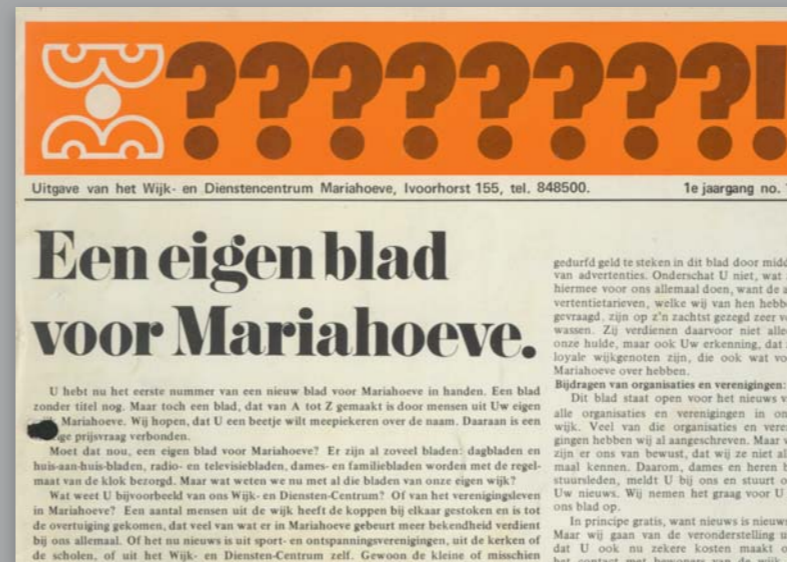 ????????!
Uitgave van het Wijk- en Dienstencentrum Mariahoeve, Ivoorhorst 155, tel. 848500.
1e jaargang no.
Een eigen blad
voor Mariahoeve.
U hebt nu het eerste nummer van een nieuw blad voor Mariahoeve in handen. Een blad
zonder titel nog. Maar toch een blad, dat van A tot Z gemaakt is door mensen uit Uw eigen
Mariahoeve. Wij hopen, dat U een beetje wilt meepiekeren over de naam. Daaraan is een
ge prijsvraag verbonden.
Moet dat nou, een eigen blad voor Mariahoeve? Er zijn al zoveel bladen: dagbladen en
huis-aan-huis-bladen, radio- en televisiebladen, dames- en familiebladen worden met de regel-
maat van de klok bezorgd. Maar wat weten we nu met al die bladen van onze eigen wijk?
Wat weet U bijvoorbeeld van ons Wijk- en Diensten-Centrum? Of van het verenigingsleven
in Mariahoeve? Een aantal mensen uit de wijk heeft de koppen bij elkaar gestoken en is tot
de overtuiging gekomen, dat veel van wat er in Mariahoeve gebeurt meer bekendheid verdient
bij ons allemaal. Of het nu nieuws is uit sport- en ontspanningsverenigingen, uit de kerken of
de scholen, of uit het Wijk- en Diensten-Centrum zelf. Gewoon de kleine of misschien
gedurfd geld te steken in dit blad door midd
van advertenties. Onderschat U niet, wat
hiermee voor ons allemaal doen, want de a
vertentietarieven, welke wij van hen hebb
gevraagd, zijn op z'n zachtst gezegd zeer v
wassen. Zij verdienen daarvoor niet alle
onze hulde, maar ook Uw erkenning, dat
loyale wijkgenoten zijn, die ook wat vo
Mariahoeve over hebben.
Bijdragen van organisaties en verenigingen:
Dit blad staat open voor het nieuws v
alle organisaties en verenigingen in on
wijk. Veel van die organisaties en veren
gingen hebben wij al aangeschreven. Maar w
zijn er ons van bewust, dat wij ze niet al
maal kennen. Daarom, dames en heren b
stuursleden, meldt U bij ons en stuurt o
Uw nieuws. Wij nemen het graag voor U
ons blad op.
In principe gratis, want nieuws is nieuws
Maar wij gaan van de veronderstelling u
dat U ook nu zekere kosten maakt o
het contact met bewoners van de wijk